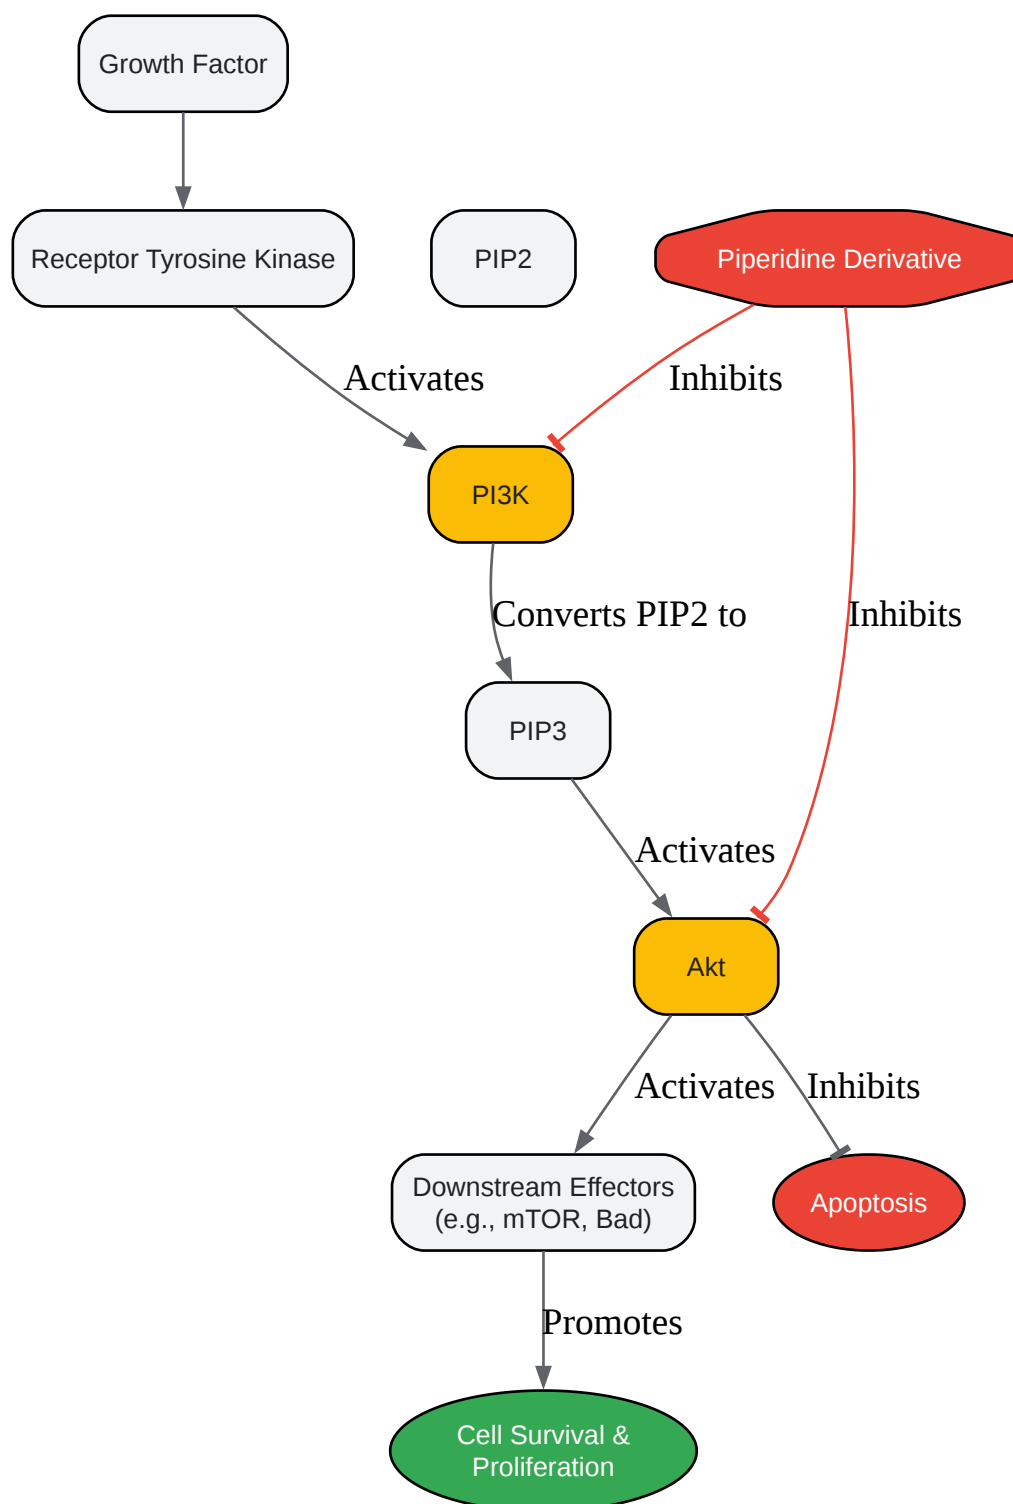 Growth Factor
Receptor Tyrosine Kinase
PIP2
Piperidine Derivative
Activates
Inhibits
PI3K
Converts PIP2 to
Inhibits
PIP3
Activates
Akt
Activates
Inhibits
Downstream Effectors
(e.g., mTOR, Bad)
Apoptosis
Promotes
Cell Survival &
Proliferation